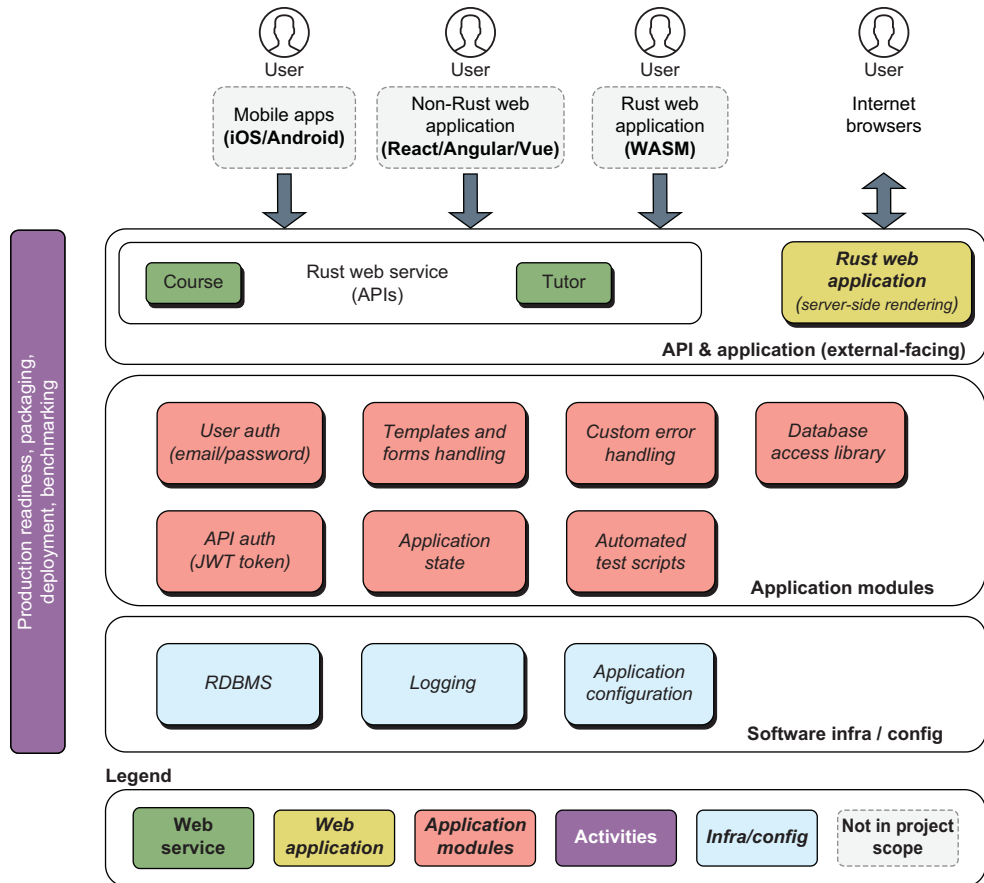 User
User
User
User
Mobile apps
(iOS/Android)
Non-Rust web
application
(React/Angular/Vue)
Rust web
application
(WASM)
Internet
browsers
Production readiness, packaging,
deployment, benchmarking
Course
Rust web service
(APIs)
Tutor
Rust web
application
(server-side rendering)
API & application (external-facing)
User auth
(email/password)
Templates and
forms handling
Custom error
handling
Database
access library
API auth
(JWT token)
Application
state
Automated
test scripts
Application modules
RDBMS
Logging
Application
configuration
Software infra / config
Legend
Web
service
Web
application
Application
modules
Activities
Infra/config
Not in project
scope